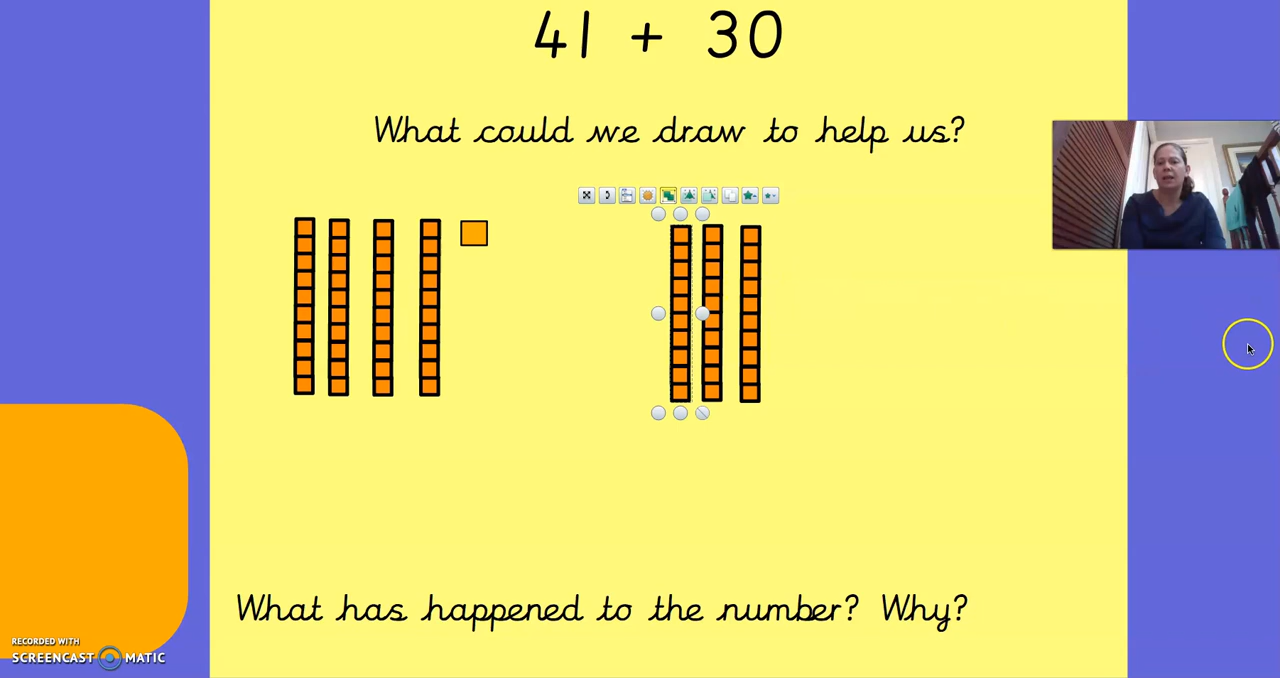 41 + 30
What could we draw to help us?
What has happened to the number? Why?
RECORDED WITH
SCREENCAST MATIC